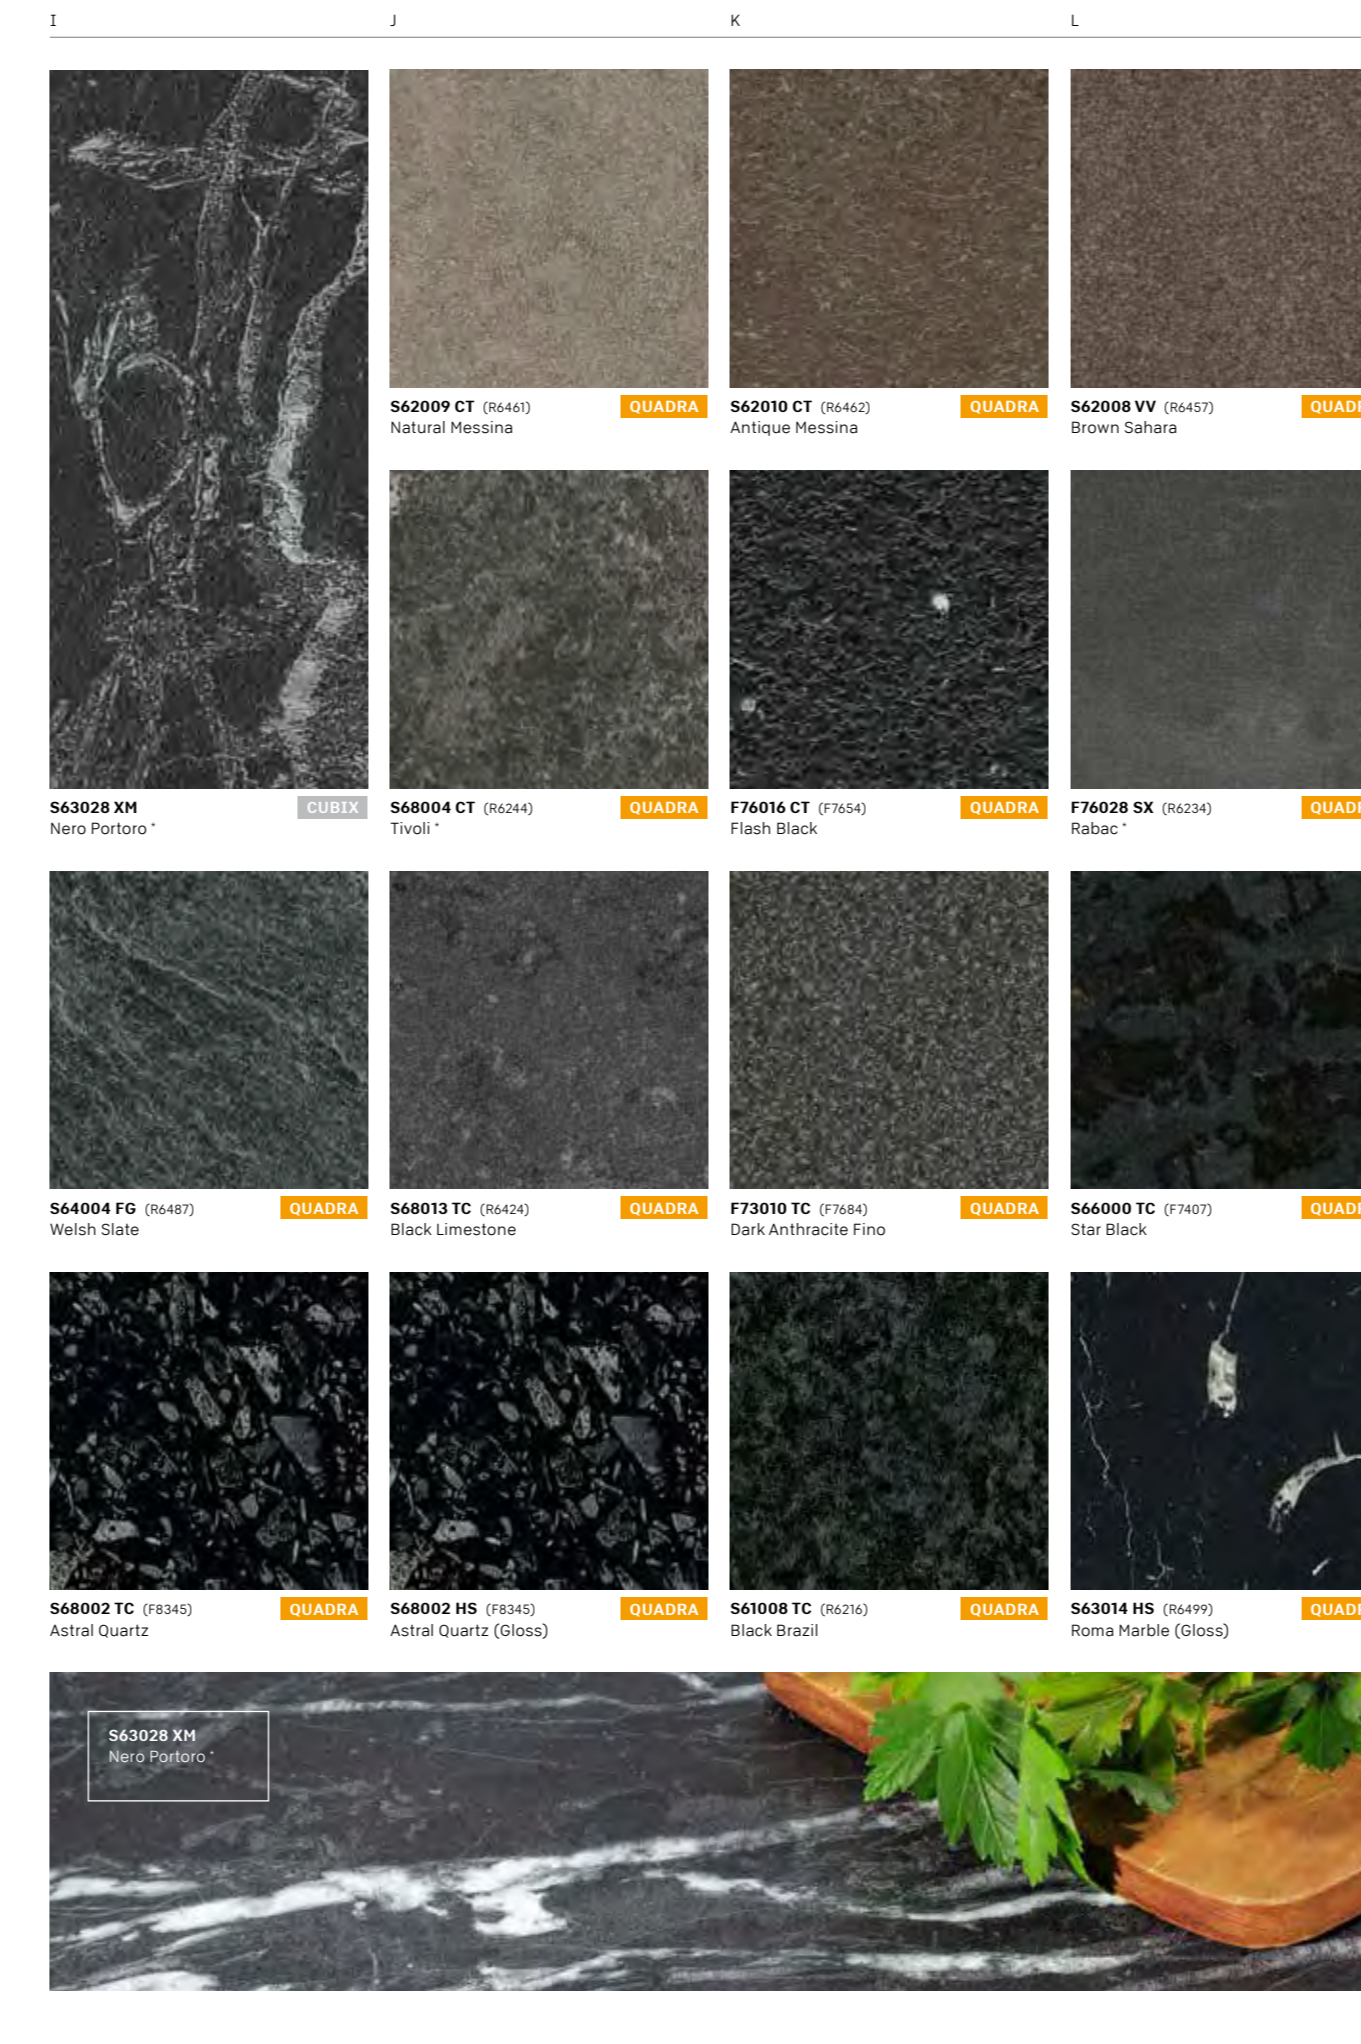 I
J
K
L
S62009 CT (R6461) QUADRA
Natural Messina
S62010 CT (R6462) QUADRA
Antique Messina
S62008 VV (R6457) QUAD
Brown Sahara
S63028 XM CUBIX
Nero Portoro *
S68004 CT (R6244) QUADRA
Tivoli *
F76016 CT (F7654) QUADRA
Flash Black
F76028 SX (R6234) QUAD
Rabac *
S64004 FG (R6487) QUADRA
Welsh Slate
S68013 TC (R6424) QUADRA
Black Limestone
F73010 TC (F7684) QUADRA
Dark Anthracite Fino
S66000 TC (F7407) QUAD
Star Black
S68002 TC (F8345) QUADRA
Astral Quartz
S68002 HS (F8345) QUADRA
Astral Quartz (Gloss)
S61008 TC (R6216) QUADRA
Black Brazil
S63014 HS (R6499) QUAD
Roma Marble (Gloss)
S63028 XM
Nero Portoro *